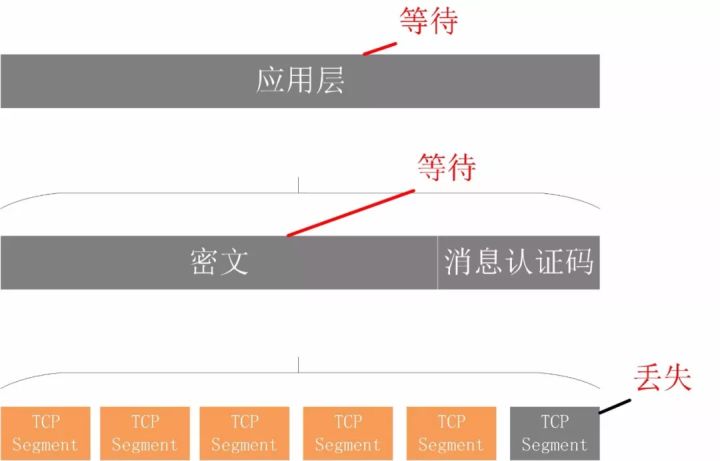 等待
应用层
等待
密文 消息认证码
丢失
TCP Segment TCP Segment TCP Segment TCP Segment TCP Segment TCP Segment